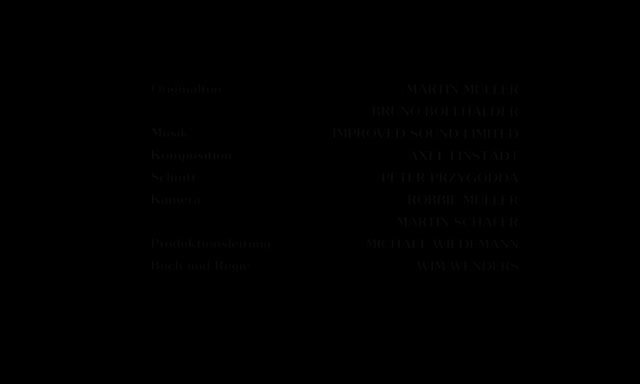 Originalton MARTIN MÜLLER
BRUNO BOLLHALDER
Musik IMPROVED SOUND LIMITED
Komposition AXEL LINSTÄDT
Schnitt PETER PRZYGODDA
Kamera ROBBIE MÜLLER
MARTIN SCHÄFER
Produktionsleitung MICHAEL WIEDEMANN
Buch und Regie WIM WENDERS